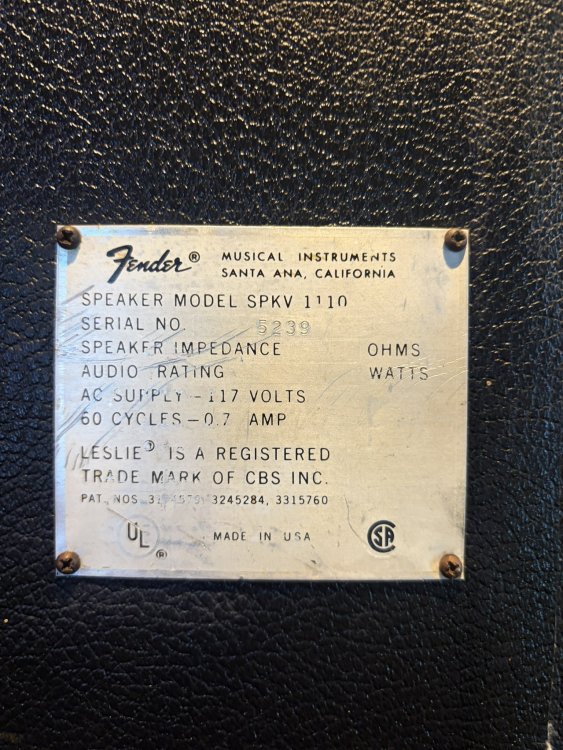 Fender® MUSICAL INSTRUMENTS
SANTA ANA, CALIFORNIA
SPEAKER MODEL SPKV 1110
SERIAL NO. 5239
SPEAKER IMPEDANCE OHMS
AUDIO RATING WATTS
AC SUPPLY - 117 VOLTS
60 CYCLES - 0.7 AMP
LESLIE® IS A REGISTERED
TRADE MARK OF CBS INC.
PAT. NOS. 3245284, 3315760
UL® MADE IN USA SA